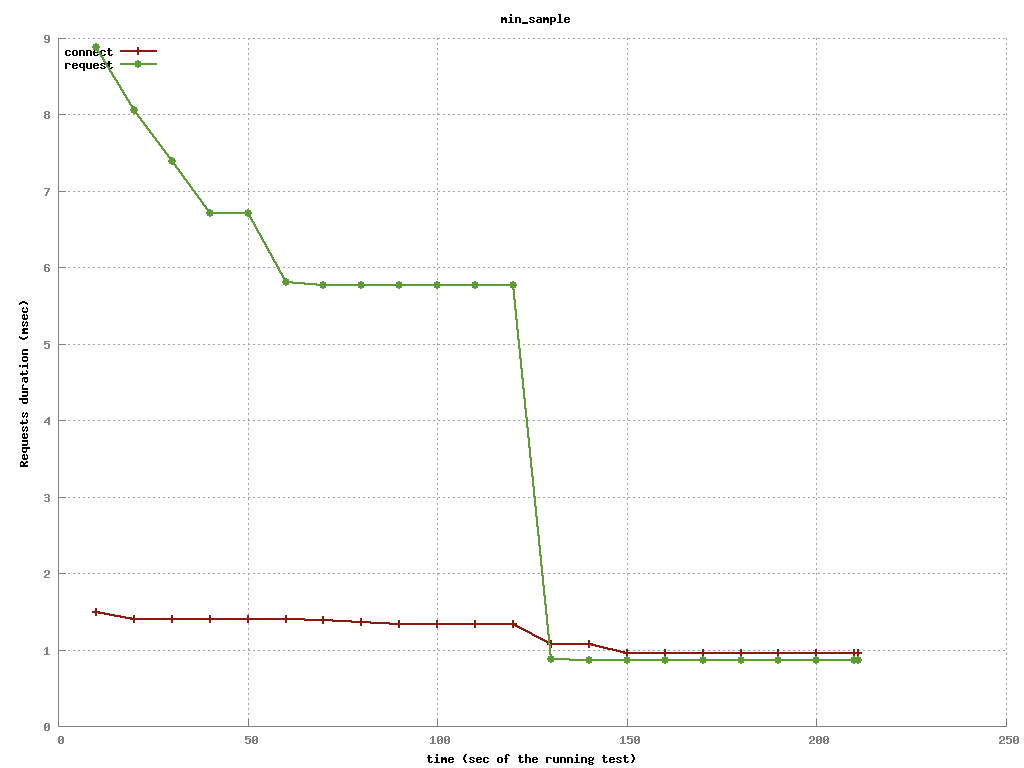 min_sample
connect
request
9
8
7
6
5
4
3
2
1
0
Requests duration (msec)
0 50 100 150 200 250
time (sec of the running test)